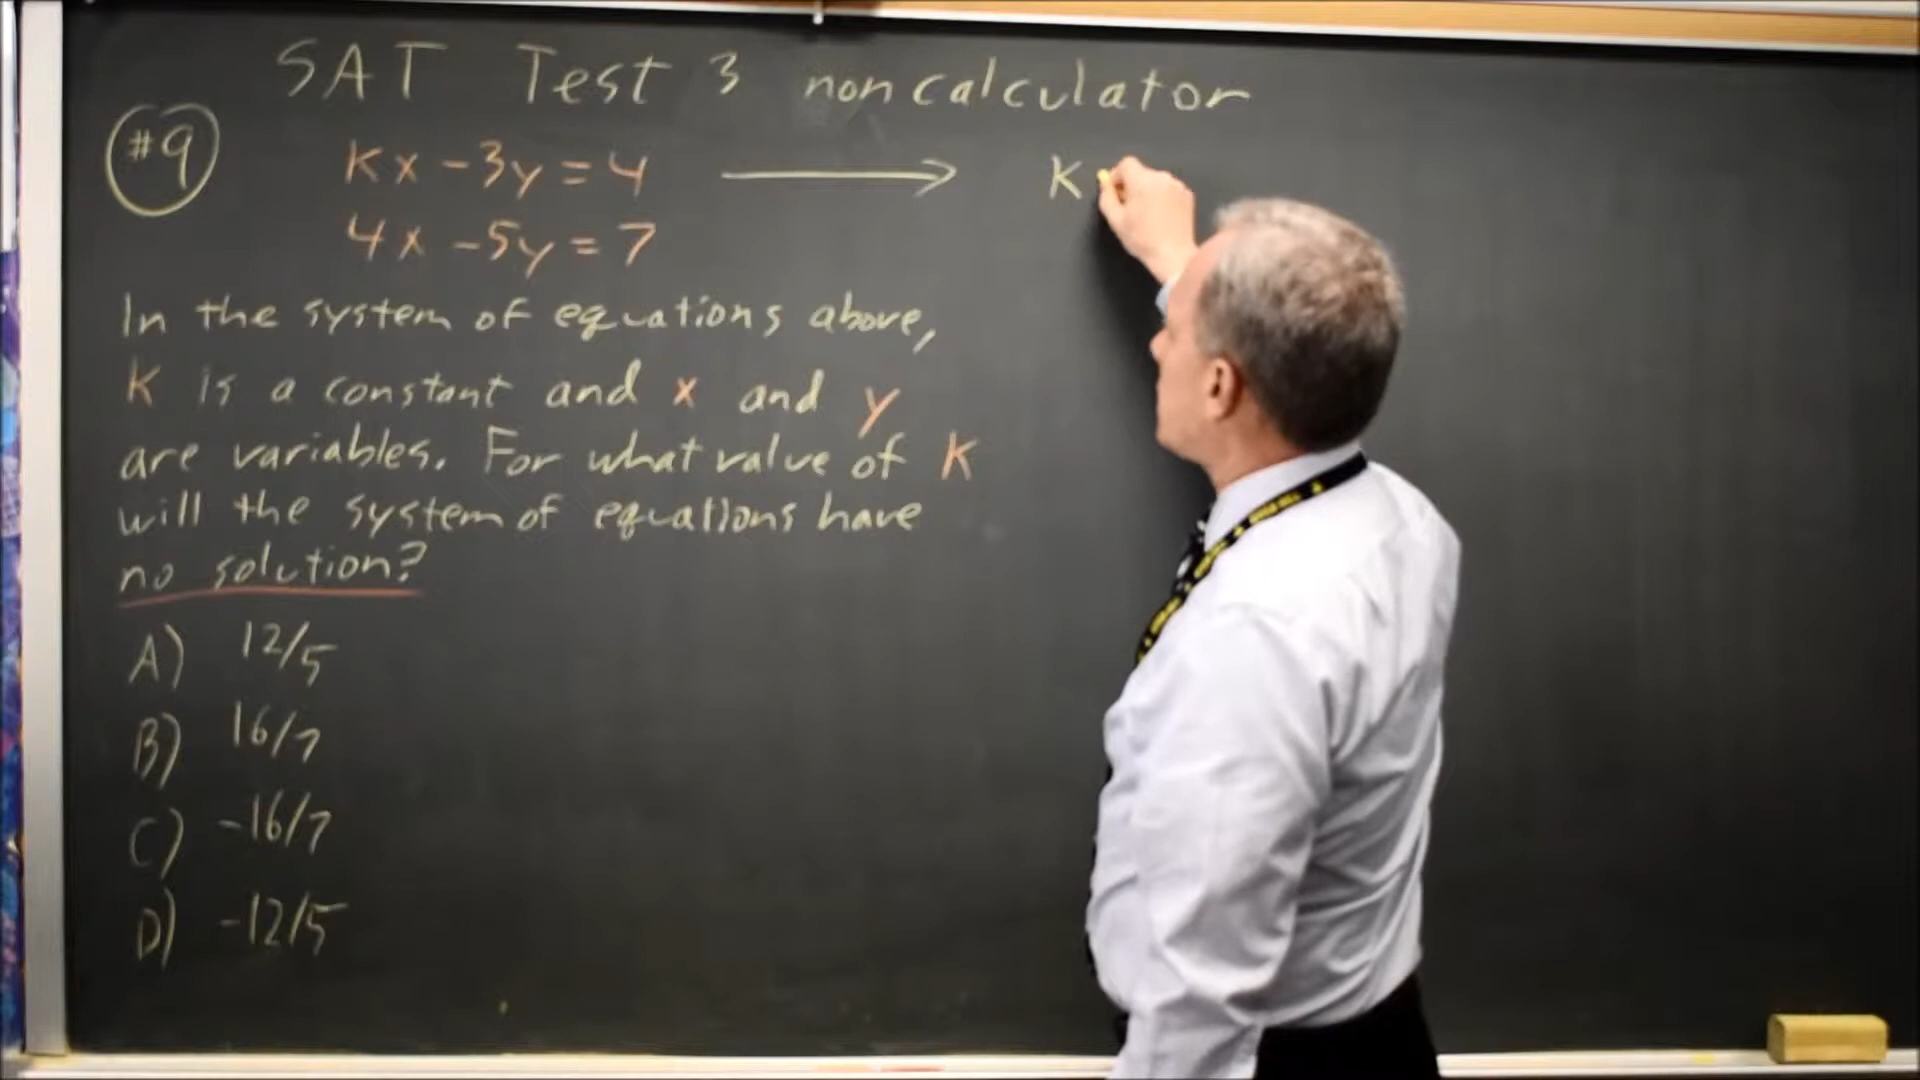 SAT Test 3 noncalculator
#9
Kx - 3y = 4 ⟶ K
4x - 5y = 7
In the system of equations above,
K is a constant and x and y
are variables. For what value of K
will the system of equations have
no solution?
A) 12/5
B) 16/7
C) -16/7
D) -12/5